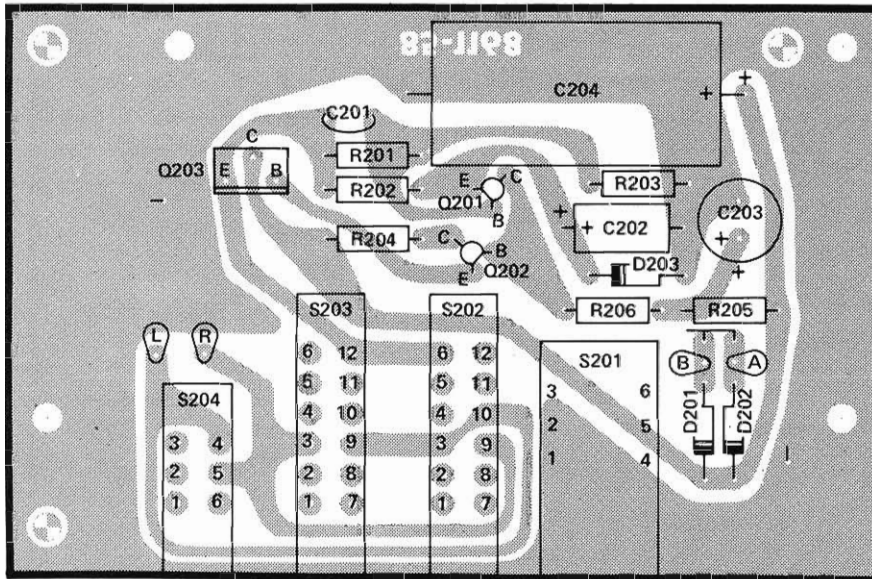 85-1168
C204
+
+
C201
C
Q203
E
B
R201
R202
E
C
Q201
B
R203
+
+
C202
C203
+
R204
C
B
E
Q202
D203
+
R206
R205
S203
S202
L
R
S201
B
A
S204
6 12
5 11
4 10
3 9
2 8
1 7
6 12
5 11
4 10
3 9
2 8
1 7
3 6
2 5
1 4
D201
D202
3 4
2 5
1 6